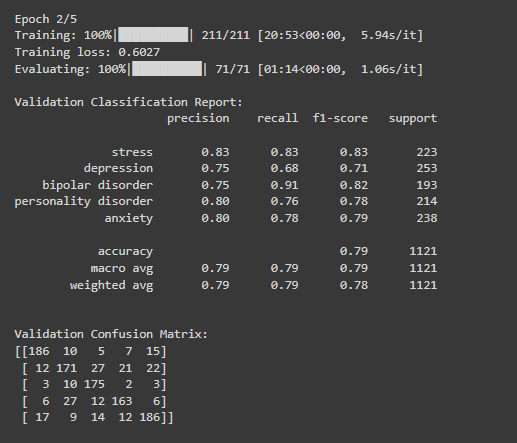 Epoch 2/5
Training: 100%|██████████| 211/211 [20:53<00:00,  5.94s/it]
Training loss: 0.6027
Evaluating: 100%|██████████| 71/71 [01:14<00:00,  1.06s/it]

Validation Classification Report:
                      precision    recall  f1-score   support

              stress       0.83      0.83      0.83       223
          depression       0.75      0.68      0.71       253
    bipolar disorder       0.75      0.91      0.82       193
personality disorder       0.80      0.76      0.78       214
             anxiety       0.80      0.78      0.79       238

            accuracy                           0.79      1121
           macro avg       0.79      0.79      0.79      1121
        weighted avg       0.79      0.79      0.78      1121

Validation Confusion Matrix:
[[186  10   5   7  15]
 [ 12 171  27  21  22]
 [  3  10 175   2   3]
 [  6  27  12 163   6]
 [ 17   9  14  12 186]]